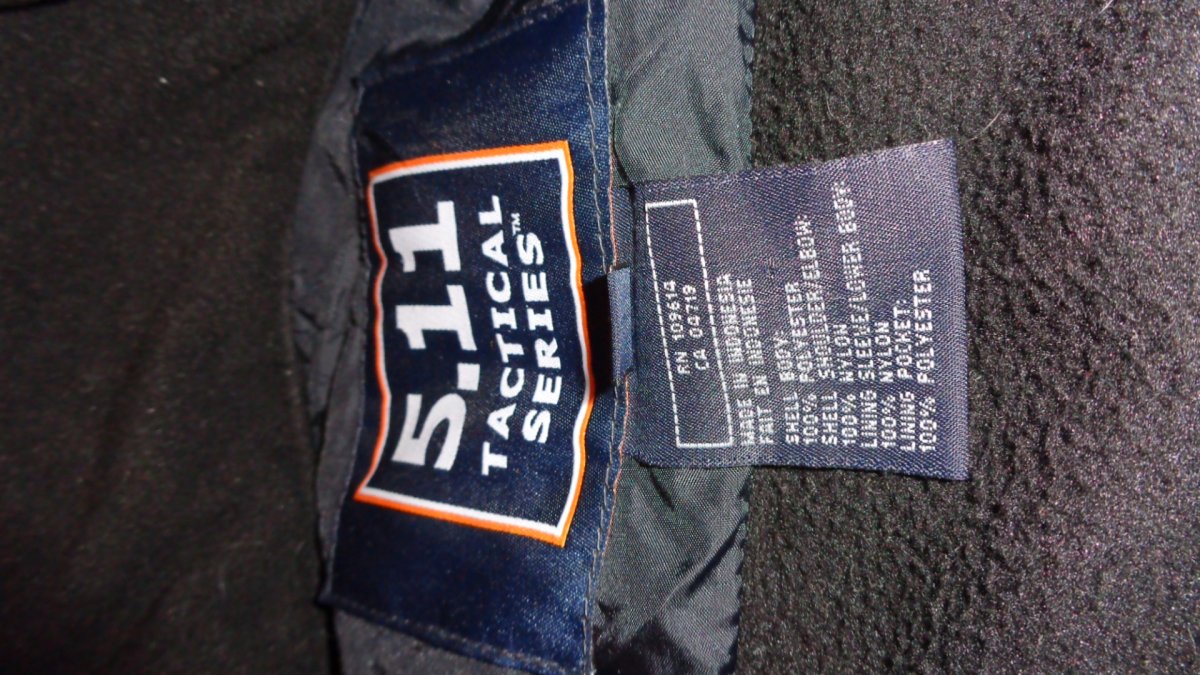 5.11
TACTICAL
SERIES™
RN 109614
CA 04719
MADE IN INDONESIA
FAIT EN INDONESIE
SHELL BODY:
100% POLYESTER
SHELL SHOULDER/ELBOW:
100% NYLON
LINING SLEEVE/LOWER BODY:
100% NYLON
LINING POCKET:
100% POLYESTER